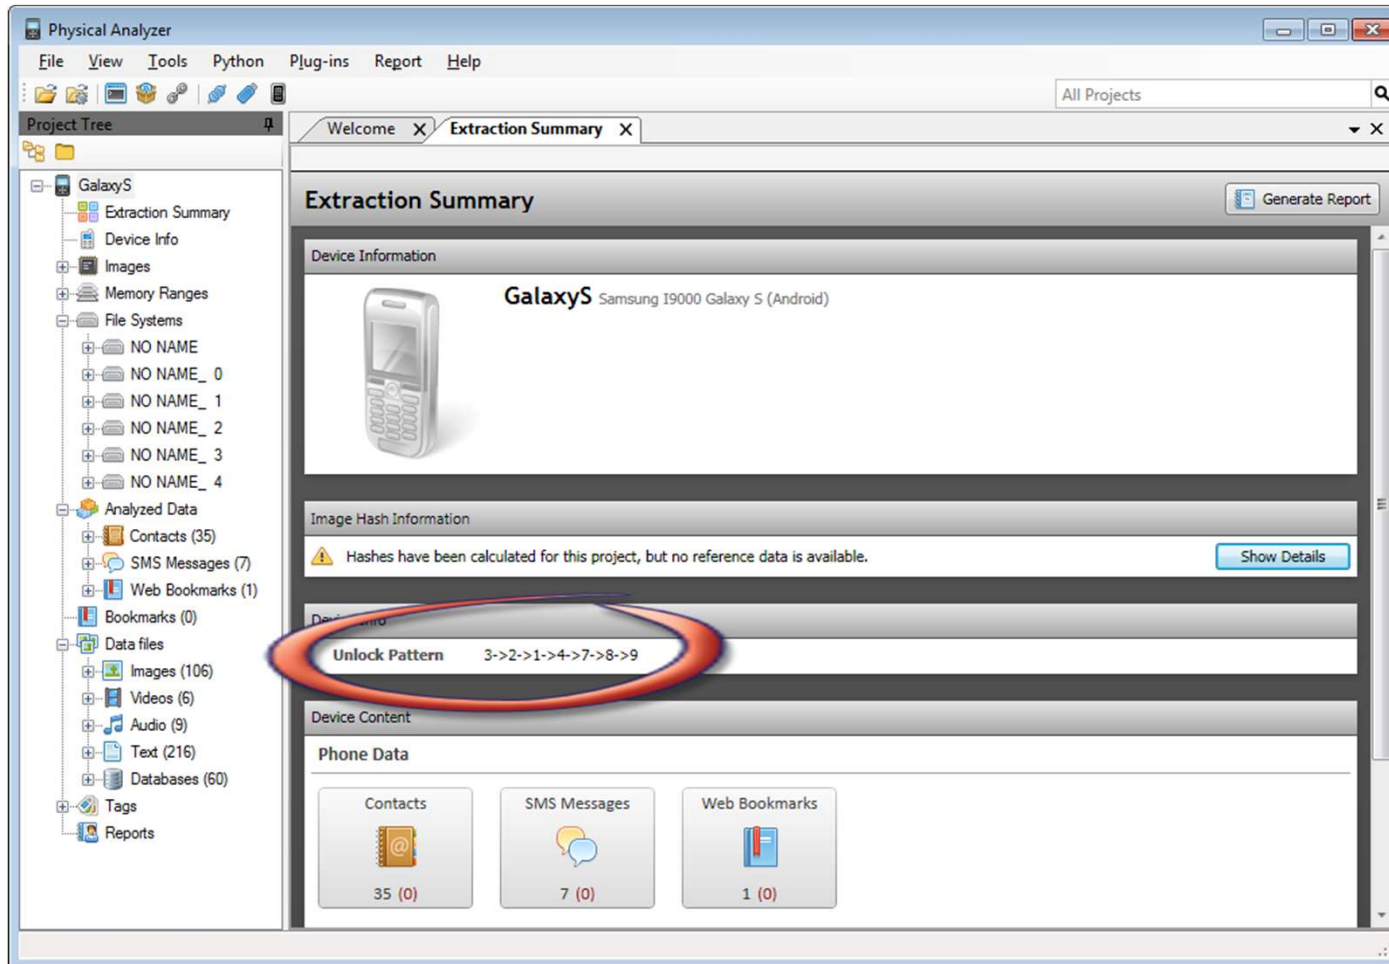 Physical Analyzer
File View Tools Python Plug-ins Report Help
All Projects
Project Tree
Welcome X Extraction Summary X
GalaxyS
Extraction Summary
Device Info
Images
Memory Ranges
File Systems
NO NAME
NO NAME_ 0
NO NAME_ 1
NO NAME_ 2
NO NAME_ 3
NO NAME_ 4
Analyzed Data
Contacts (35)
SMS Messages (7)
Web Bookmarks (1)
Bookmarks (0)
Data files
Images (106)
Videos (6)
Audio (9)
Text (216)
Databases (60)
Tags
Reports
Extraction Summary Generate Report
Device Information
GalaxyS Samsung I9000 Galaxy S (Android)
Image Hash Information
Hashes have been calculated for this project, but no reference data is available. Show Details
Device Info
Unlock Pattern 3->2->1->4->7->8->9
Device Content
Phone Data
Contacts SMS Messages Web Bookmarks
35 (0) 7 (0) 1 (0)